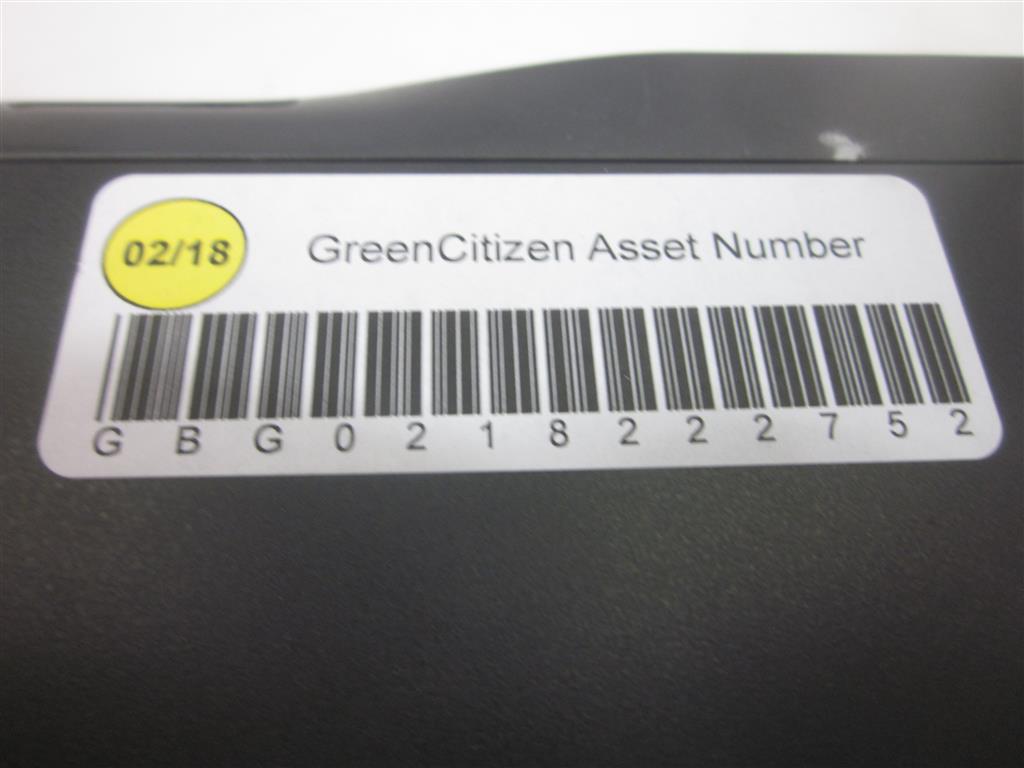 02/18
GreenCitizen Asset Number
G B G 0 2 1 8 2 2 2 7 5 2